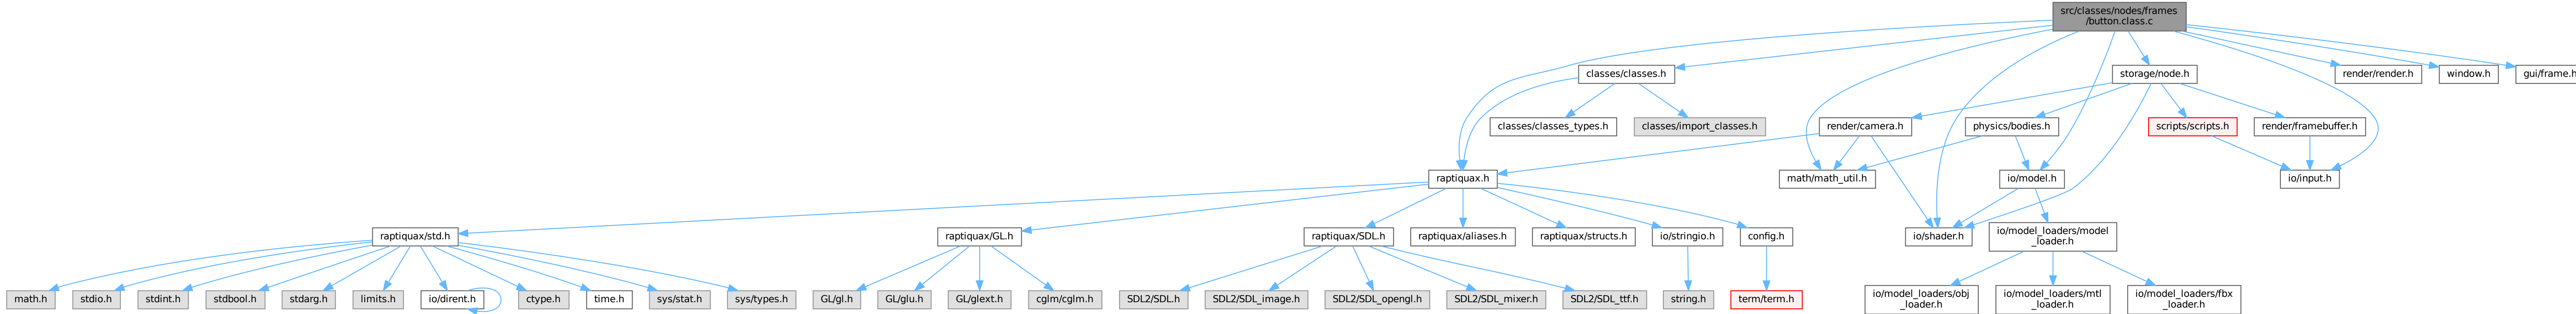 src/classes/nodes/frames
/button.class.c
classes/classes.h
storage/node.h
render/render.h
window.h
gui/frame.h
classes/classes_types.h
classes/import_classes.h
render/camera.h
physics/bodies.h
scripts/scripts.h
render/framebuffer.h
raptiquax.h
math/math_util.h
io/model.h
io/input.h
raptiquax/std.h
raptiquax/GL.h
raptiquax/SDL.h
raptiquax/aliases.h
raptiquax/structs.h
io/stringio.h
config.h
io/shader.h
io/model_loaders/model
_loader.h
math.h
stdio.h
stdint.h
stdbool.h
stdarg.h
limits.h
io/dirent.h
ctype.h
time.h
sys/stat.h
sys/types.h
GL/gl.h
GL/glu.h
GL/glext.h
cglm/cglm.h
SDL2/SDL.h
SDL2/SDL_image.h
SDL2/SDL_opengl.h
SDL2/SDL_mixer.h
SDL2/SDL_ttf.h
string.h
term/term.h
io/model_loaders/obj
_loader.h
io/model_loaders/mtl
_loader.h
io/model_loaders/fbx
_loader.h